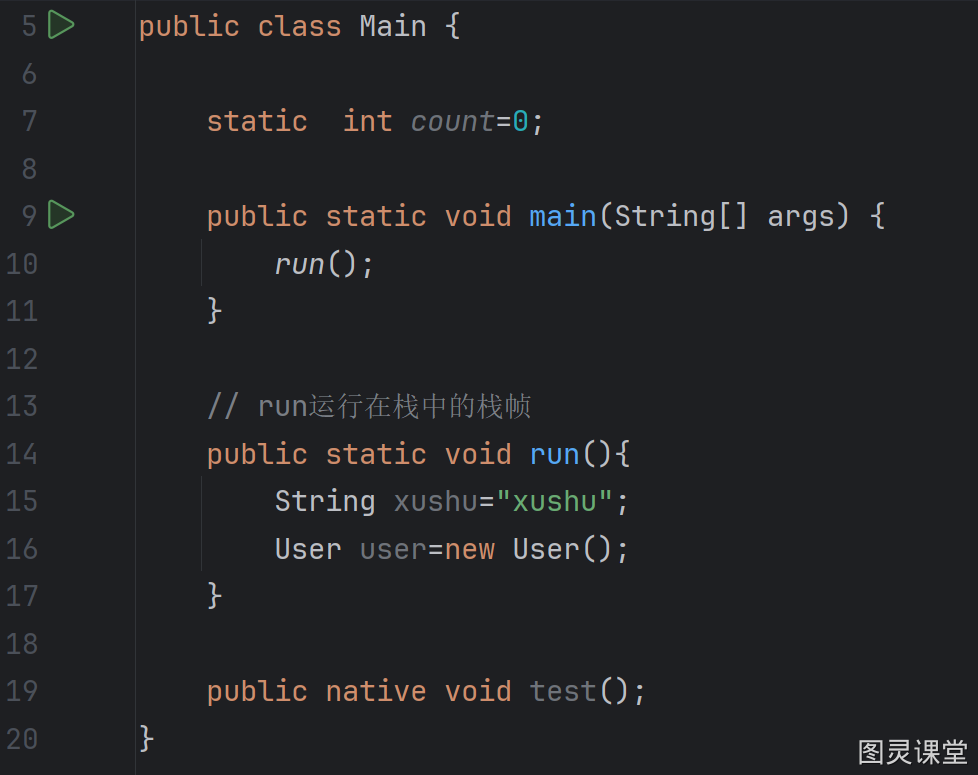 5 public class Main {
6
7 static  int count=0;
8
9 public static void main(String[] args) {
10 run();
11 }
12
13 // run运行在栈中的栈帧
14 public static void run(){
15 String xushu="xushu";
16 User user=new User();
17 }
18
19 public native void test();
20 }
图灵课堂